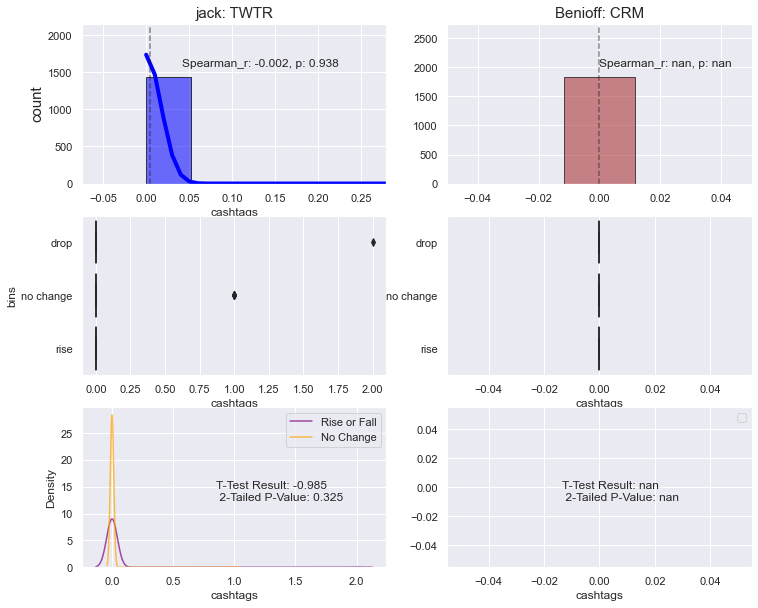 jack: TWTR
2000
1500
1000
500
0
count
Spearman_r: -0.002, p: 0.938
-0.05 0.00 0.05 0.10 0.15 0.20 0.25
cashtags
Benioff: CRM
2500
2000
1500
1000
500
0
Spearman_r: nan, p: nan
−0.04 −0.02 0.00 0.02 0.04
cashtags
drop
no change
rise
bins
0.00 0.25 0.50 0.75 1.00 1.25 1.50 1.75 2.00
cashtags
drop
no change
rise
−0.04 −0.02 0.00 0.02 0.04
cashtags
25
20
15
10
5
0
Density
Rise or Fall
No Change
T-Test Result: -0.985
2-Tailed P-Value: 0.325
0.0 0.5 1.0 1.5 2.0
cashtags
0.04
0.02
0.00
−0.02
−0.04
T-Test Result: nan
2-Tailed P-Value: nan
−0.04 −0.02 0.00 0.02 0.04
cashtags